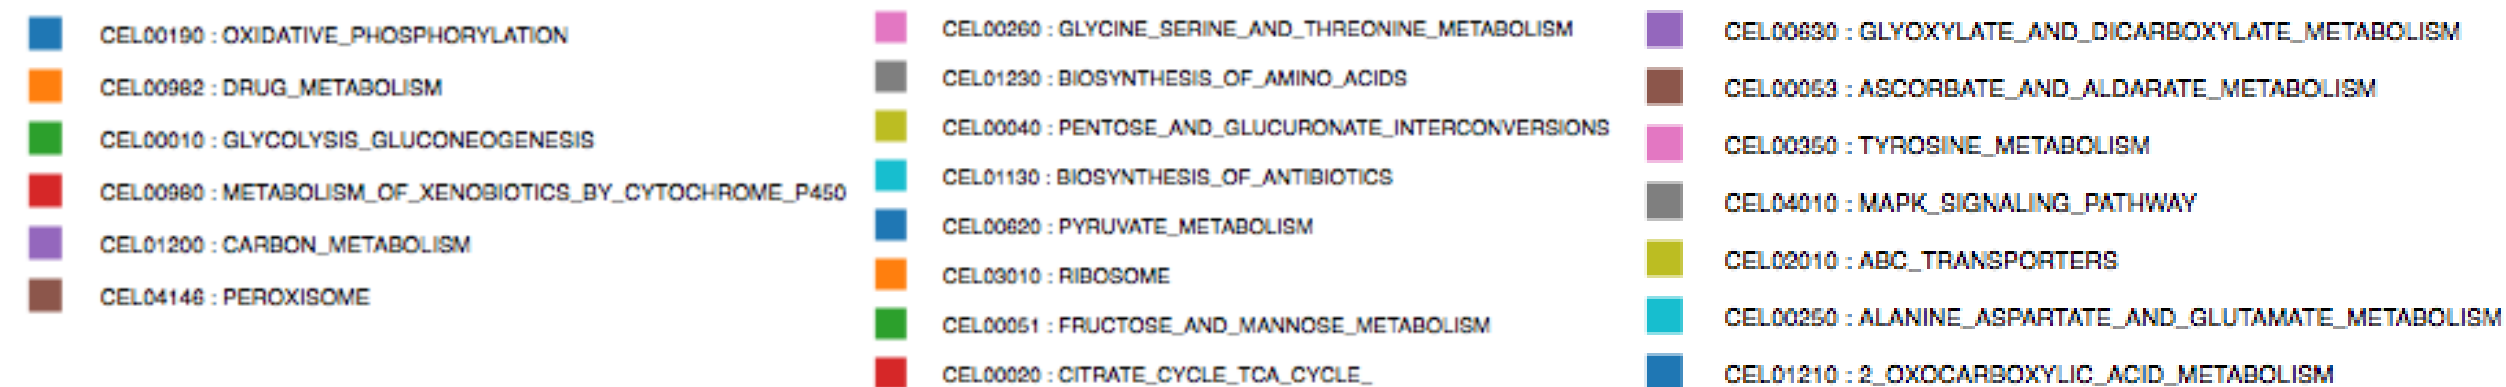 CEL00190 : OXIDATIVE_PHOSPHORYLATION
CEL00982 : DRUG_METABOLISM
CEL00010 : GLYCOLYSIS_GLUCONEOGENESIS
CEL00980 : METABOLISM_OF_XENOBIOTICS_BY_CYTOCHROME_P450
CEL01200 : CARBON_METABOLISM
CEL04146 : PEROXISOME
CEL00260 : GLYCINE_SERINE_AND_THREONINE_METABOLISM
CEL01230 : BIOSYNTHESIS_OF_AMINO_ACIDS
CEL00040 : PENTOSE_AND_GLUCURONATE_INTERCONVERSIONS
CEL01130 : BIOSYNTHESIS_OF_ANTIBIOTICS
CEL00620 : PYRUVATE_METABOLISM
CEL03010 : RIBOSOME
CEL00051 : FRUCTOSE_AND_MANNOSE_METABOLISM
CEL00020 : CITRATE_CYCLE_TCA_CYCLE_
CEL00630 : GLYOXYLATE_AND_DICARBOXYLATE_METABOLISM
CEL00053 : ASCORBATE_AND_ALDARATE_METABOLISM
CEL00350 : TYROSINE_METABOLISM
CEL04010 : MAPK_SIGNALING_PATHWAY
CEL02010 : ABC_TRANSPORTERS
CEL00250 : ALANINE_ASPARTATE_AND_GLUTAMATE_METABOLISM
CEL01210 : 2_OXOCARBOXYLIC_ACID_METABOLISM